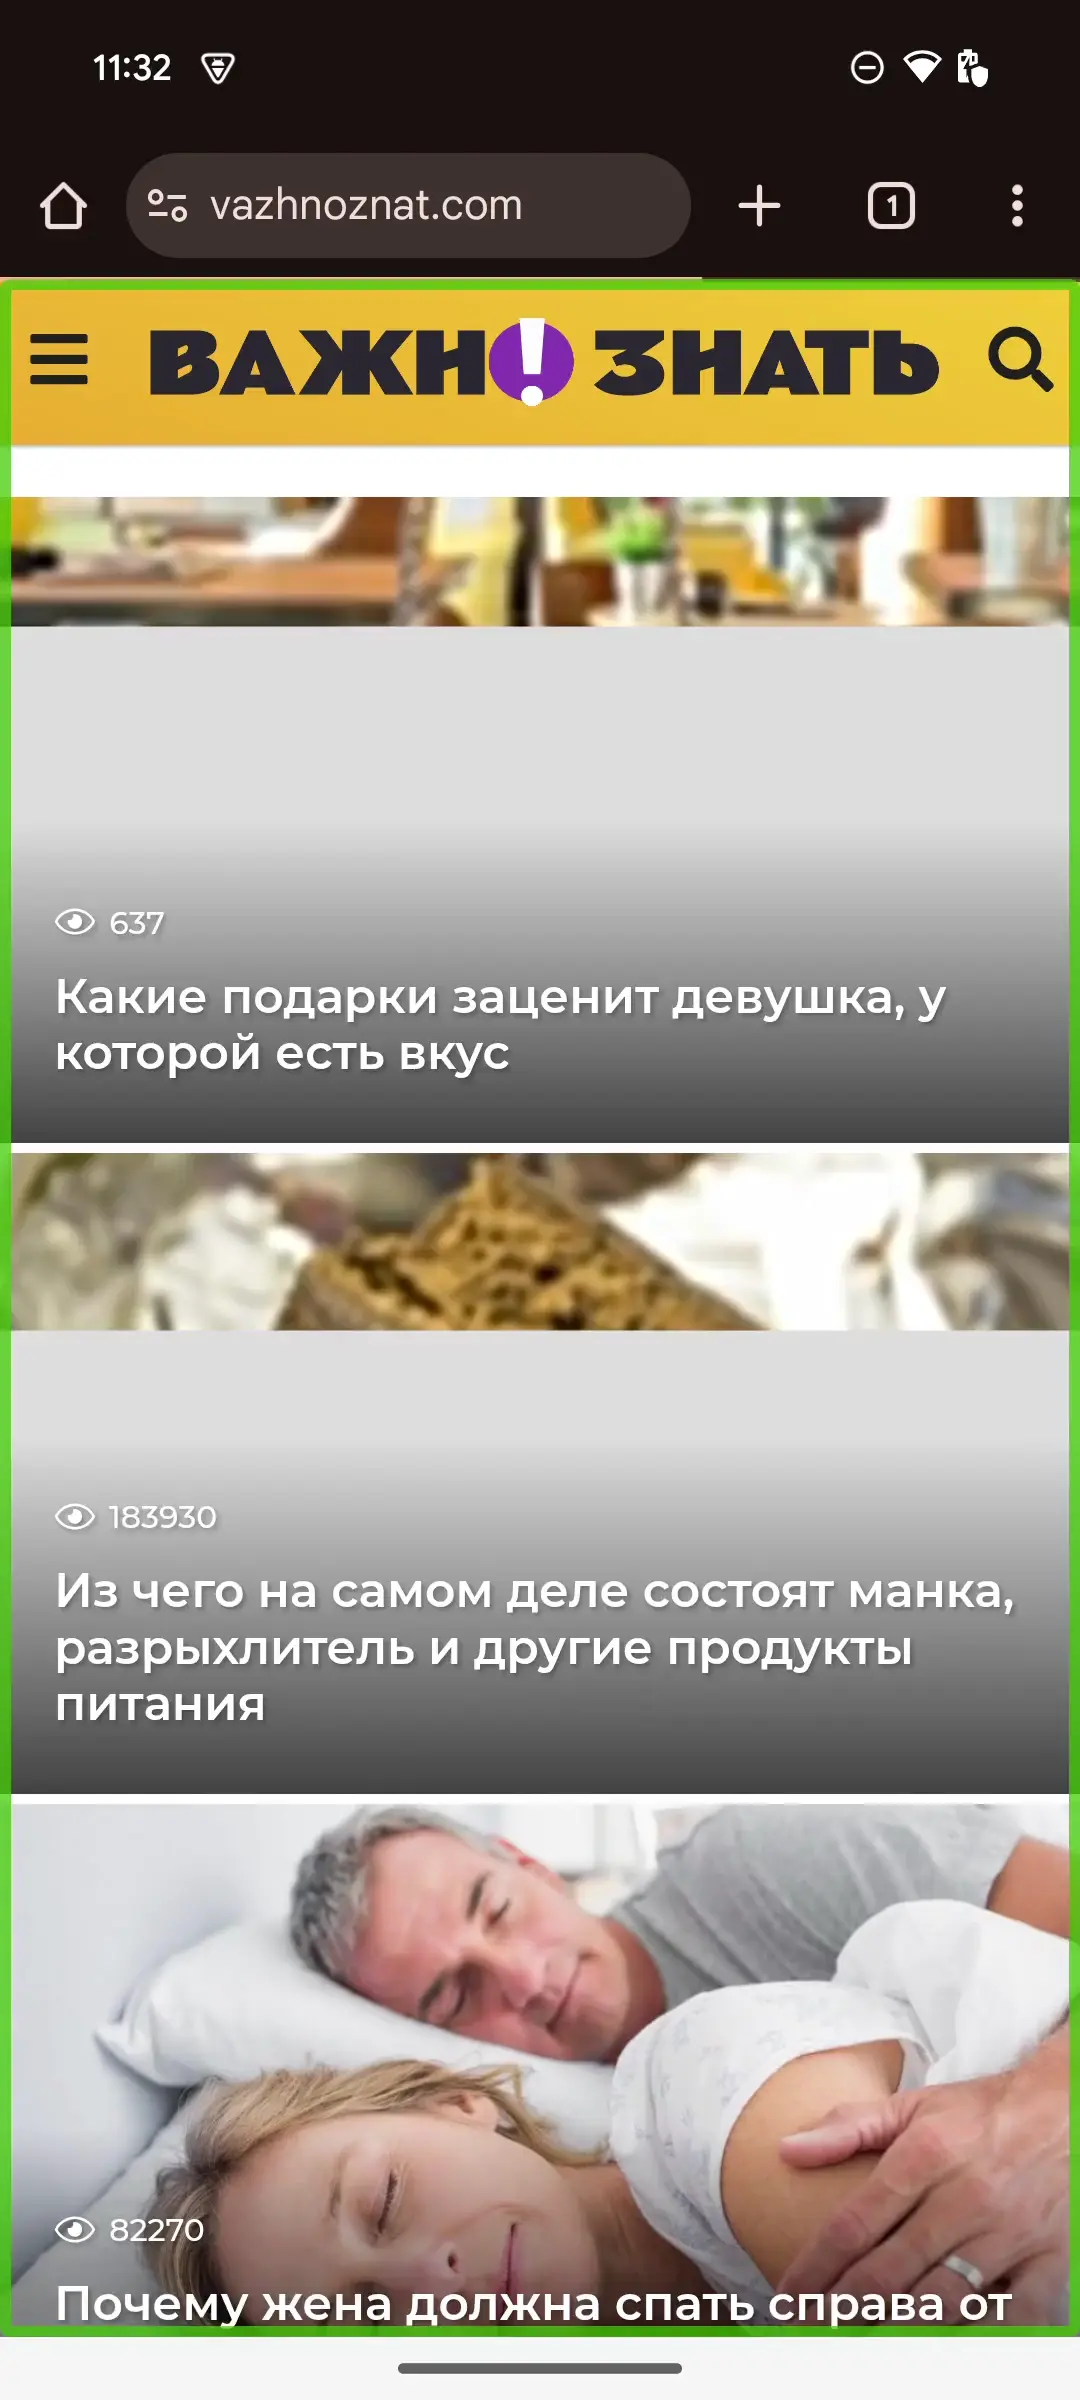 11:32
vazhnoznat.com
1
ВАЖНО!ЗНАТЬ
637
Какие подарки заценит девушка, у
которой есть вкус
183930
Из чего на самом деле состоят манка,
разрыхлитель и другие продукты
питания
82270
Почему жена должна спать справа от